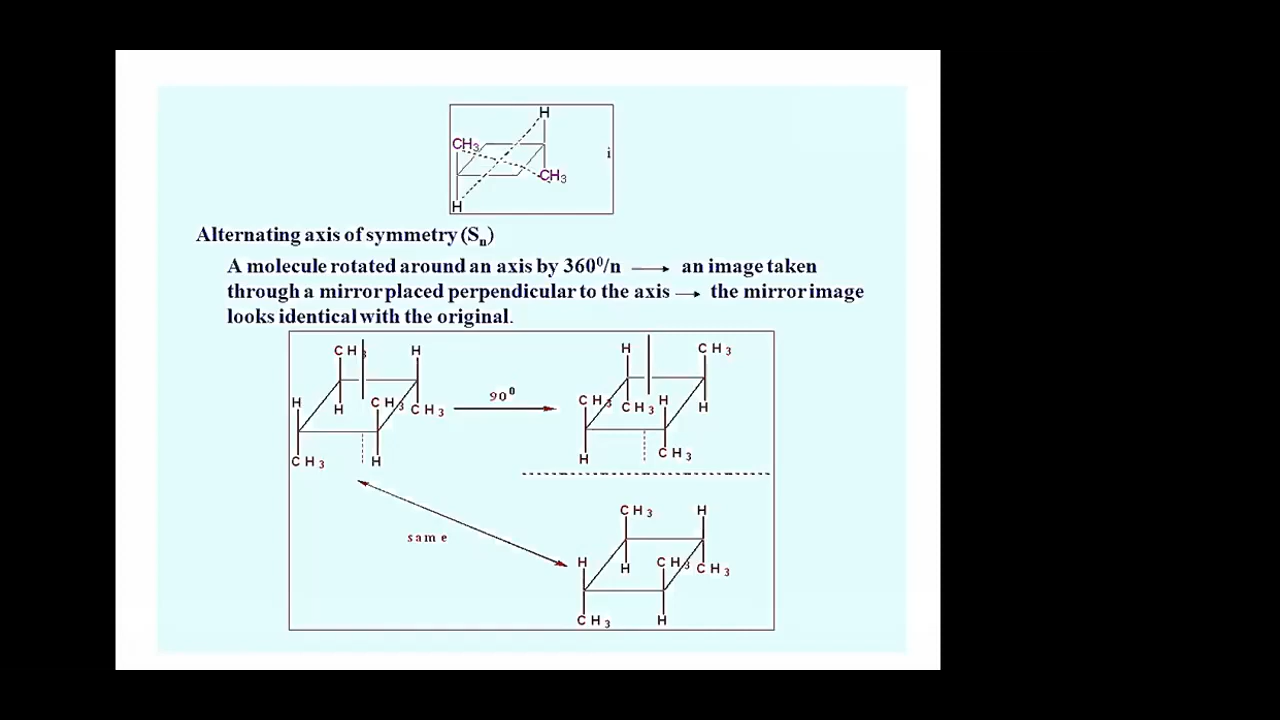 H
CH₃ i
CH₃
H
Alternating axis of symmetry (Sₙ)
A molecule rotated around an axis by 360⁰/n → an image taken
through a mirror placed perpendicular to the axis → the mirror image
looks identical with the original.
CH₃ H H CH₃
90⁰
H H CH₃ CH₃ CH₃ CH₃ H H
CH₃ H H CH₃
same
CH₃ H
H H CH₃ CH₃
CH₃ H